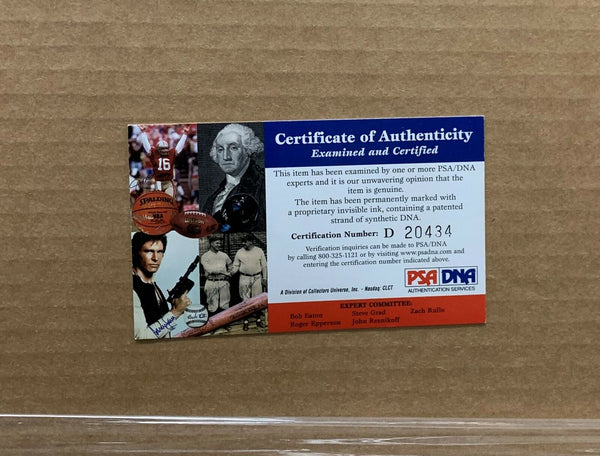 Certificate of Authenticity
Examined and Certified
This item has been examined by one or more PSA/DNA
experts and it is our unwavering opinion that the
item is genuine.
The item has been permanently marked with
a proprietary invisible ink, containing a patented
strand of synthetic DNA.
Certification Number: D 20434
Verification inquiries can be made to PSA/DNA
by calling 800-325-1121 or by visiting www.psadna.com and
entering the certification number indicated above.
PSA DNA
AUTHENTICATION SERVICES
A Division of Collectors Universe, Inc. - Nasdaq: CLCT
EXPERT COMMITTEE:
Bob Eaton Steve Grad Zach Rullo
Roger Epperson John Reznikoff
16
SPALDING
NBA